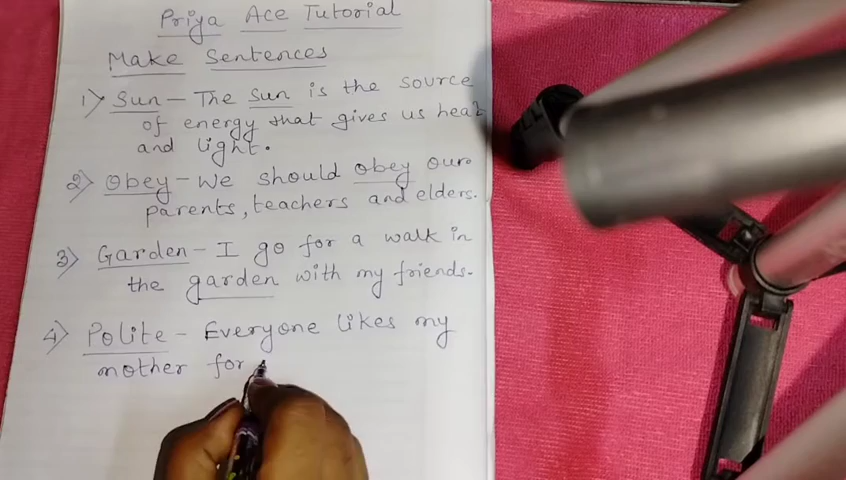 Priya Ace Tutorial
Make Sentences
1) Sun - The sun is the source
of energy that gives us heat
and light.
2) Obey - We should obey our
parents, teachers and elders.
3) Garden - I go for a walk in
the garden with my friends.
4) Polite - Everyone likes my
mother for